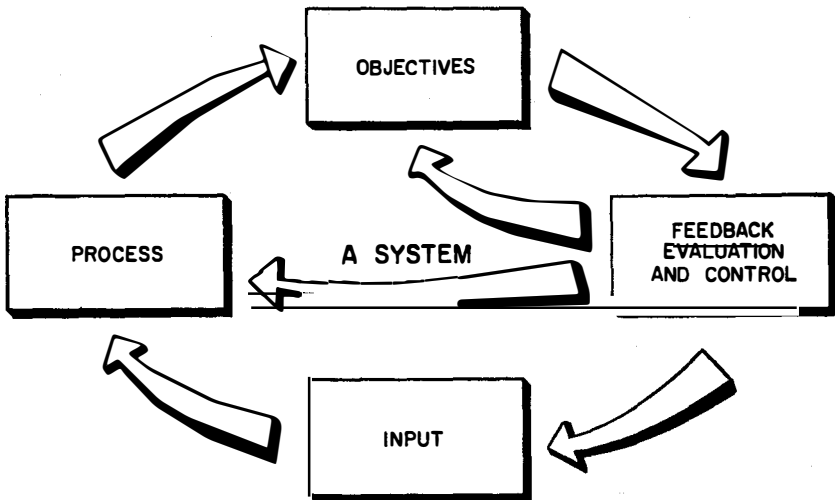 OBJECTIVES
PROCESS
A SYSTEM
FEEDBACK
EVALUATION
AND CONTROL
INPUT